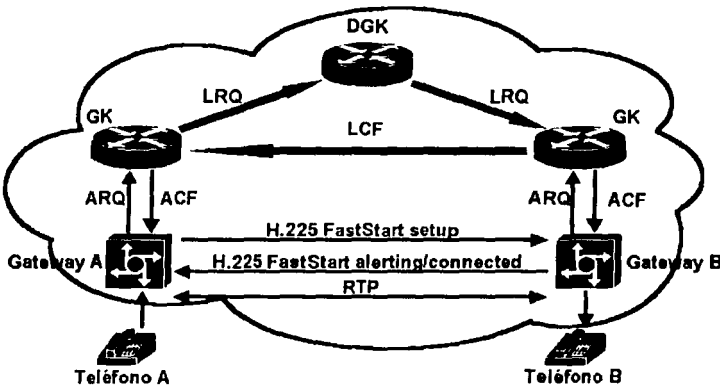 DGK
LRQ
LRQ
GK
GK
LCF
ARQ
ACF
ARQ
ACF
H.225 FastStart setup
Gateway A
H.225 FastStart alerting/connected
Gateway B
RTP
Teléfono A
Teléfono B